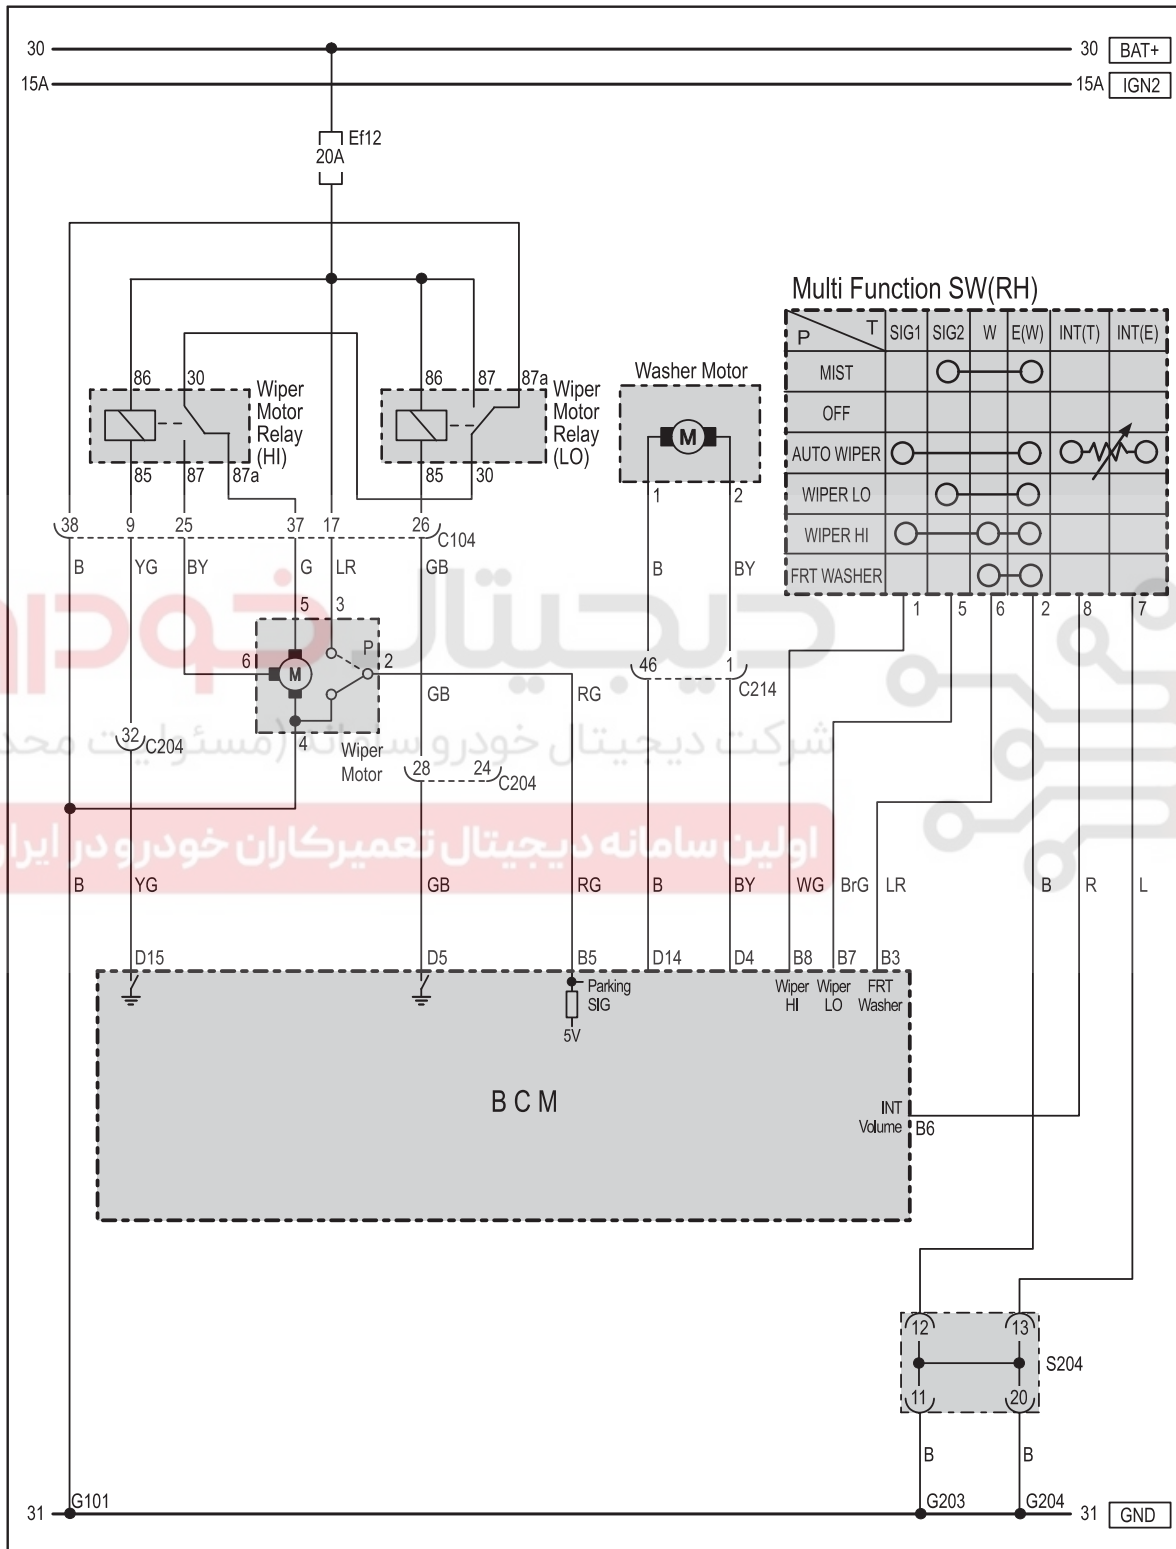 30 30 BAT+
15A 15A IGN2
Ef12
20A
Multi Function SW(RH)
P T SIG1 SIG2 W E(W) INT(T) INT(E)
MIST
OFF
AUTO WIPER
WIPER LO
WIPER HI
FRT WASHER
1 5 6 2 8 7
86 30
Wiper
Motor
Relay
(HI)
85 87 87a
86 87 87a
Wiper
Motor
Relay
(LO)
85 30
Washer Motor
M
1 2
38 9 25 37 17 26 C104
B YG BY G LR GB
B BY
5 3
6 M P 2
4
Wiper
Motor
GB RG
46 1 C214
دیجیتال خودرو
شرکت دیجیتال خودرو سامانه (مسئولیت محد
32 C204
28 24 C204
اولین سامانه دیجیتال تعمیرکاران خودرو در ایرا
B YG GB RG B BY WG BrG LR B R L
D15 D5 B5 D14 D4 B8 B7 B3
Parking
SIG
5V
Wiper
HI
Wiper
LO
FRT
Washer
BCM
INT
Volume B6
12 13
S204
11 20
B B
31 G101 G203 G204 31 GND